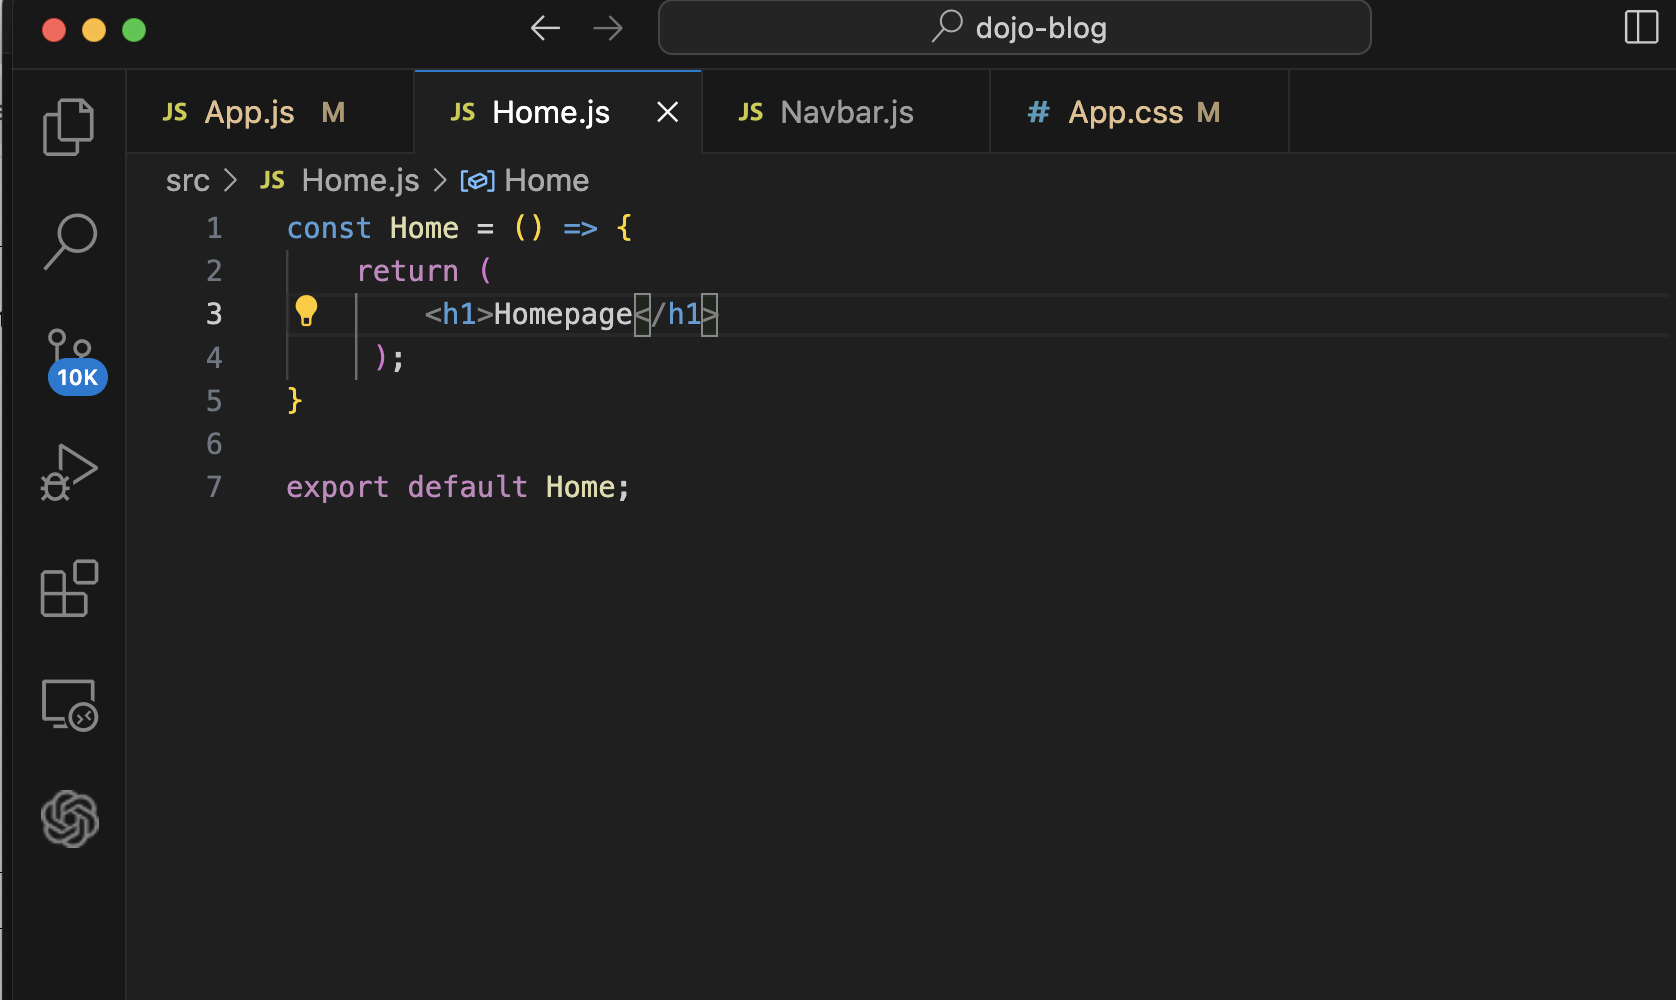 dojo-blog
JS App.js M JS Home.js JS Navbar.js # App.css M
src > JS Home.js > Home
1 const Home = () => {
2 return (
3 <h1>Homepage</h1>
4 );
5 }
6
7 export default Home;
10K